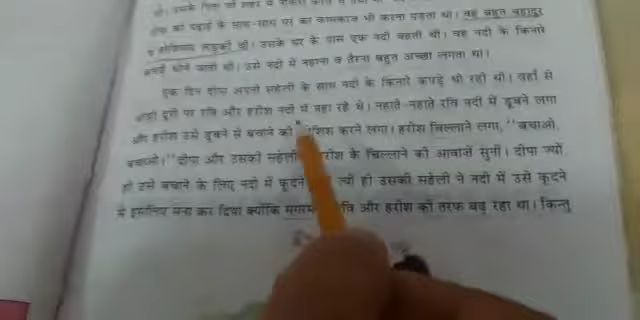 को पढ़ाई के साथ-साथ घर का कामकाज भी करना पड़ता था। वह बहुत बहादुर
व होशियार लड़की थी। उसके घर के पास एक नदी बहती थी। वह नदी के किनारे
कपड़े धोने जाती थी। उसे नदी में नहाना व तैरना बहुत अच्छा लगता था।
एक दिन दीपा अपनी सहेली के साथ नदी के किनारे कपड़े धो रही थी। वहाँ से
थोड़ी दूरी पर रवि और हरीश नदी में नहा रहे थे। नहाते-नहाते रवि नदी में डूबने लगा
और हरीश उसे डूबने से बचाने की कोशिश करने लगा। हरीश चिल्लाने लगा, "बचाओ,
बचाओ।" दीपा और उसकी सहेली हरीश के चिल्लाने की आवाजें सुनीं। दीपा ज्यों
ही उसे बचाने के लिए नदी में कूदने त्यों ही उसकी सहेली ने नदी में उसे कूदने
से इसलिए मना कर दिया क्योंकि मगरम रवि और हरीश की तरफ बढ़ रहा था। किन्तु